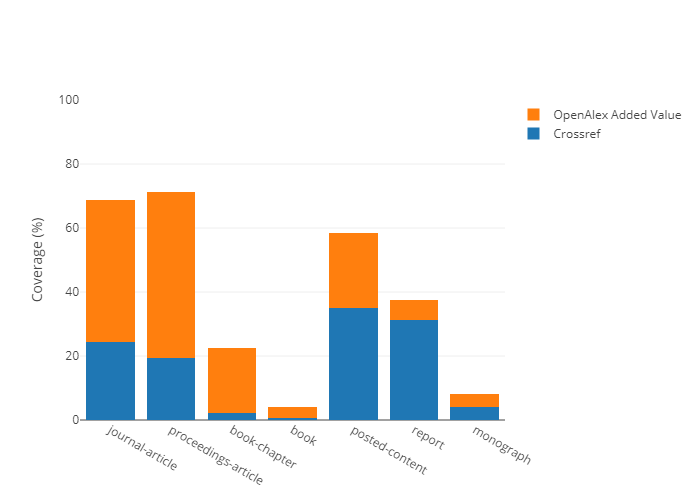 100
80
60
40
20
0
Coverage (%)
journal-article
proceedings-article
book-chapter
book
posted-content
report
monograph
OpenAlex Added Value
Crossref